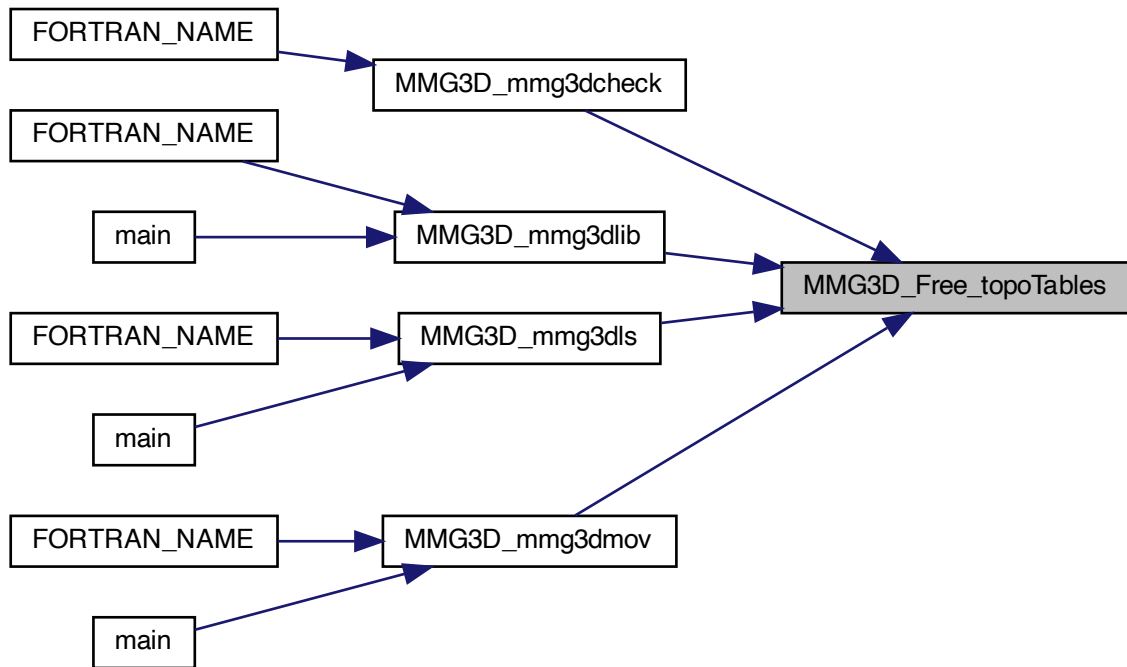 FORTRAN_NAME
MMG3D_mmg3dcheck
FORTRAN_NAME
main
MMG3D_mmg3dlib
MMG3D_Free_topoTables
FORTRAN_NAME
MMG3D_mmg3dls
main
FORTRAN_NAME
MMG3D_mmg3dmov
main